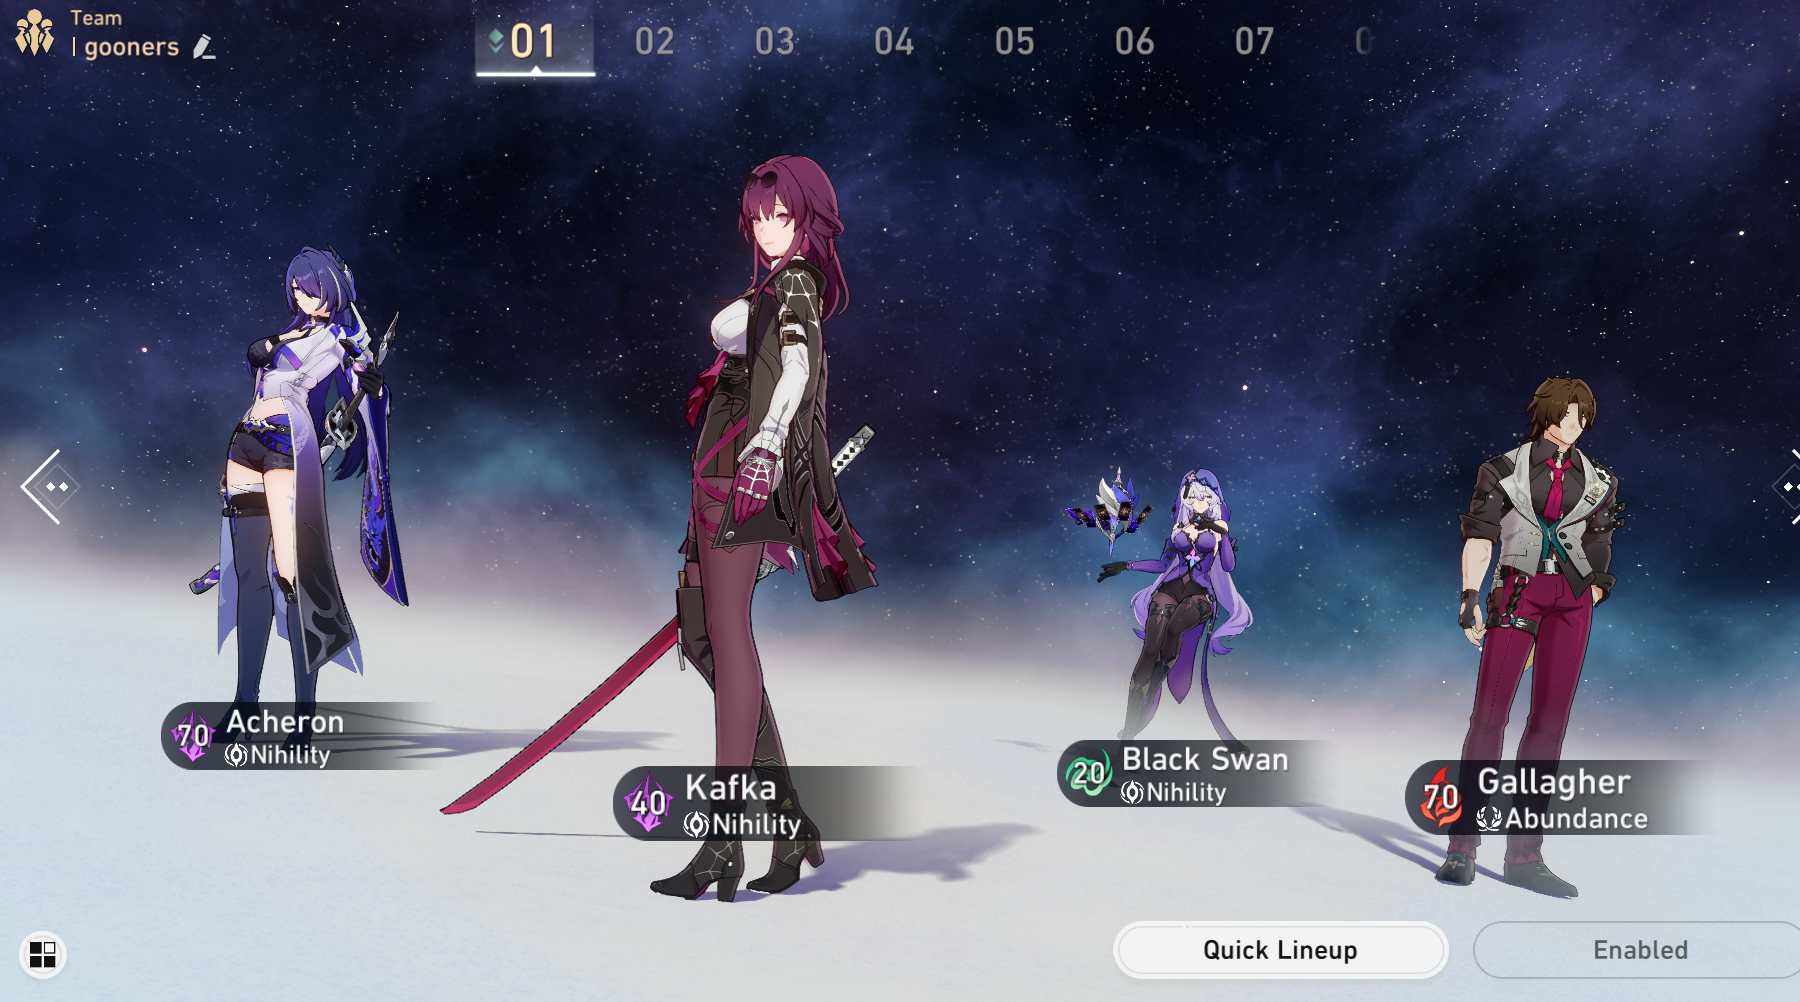 Team
gooners
01 02 03 04 05 06 07
70 Acheron
Nihility
40 Kafka
Nihility
20 Black Swan
Nihility
70 Gallagher
Abundance
Quick Lineup
Enabled